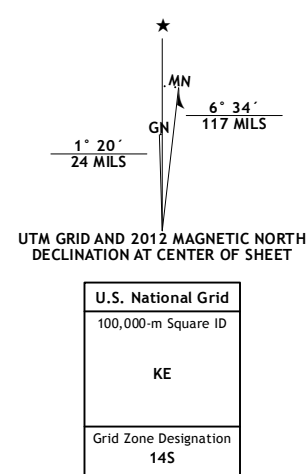 ★
MN
GN
6° 34´
117 MILS
1° 20´
24 MILS
UTM GRID AND 2012 MAGNETIC NORTH
DECLINATION AT CENTER OF SHEET
U.S. National Grid
100,000-m Square ID
KE
Grid Zone Designation
14S